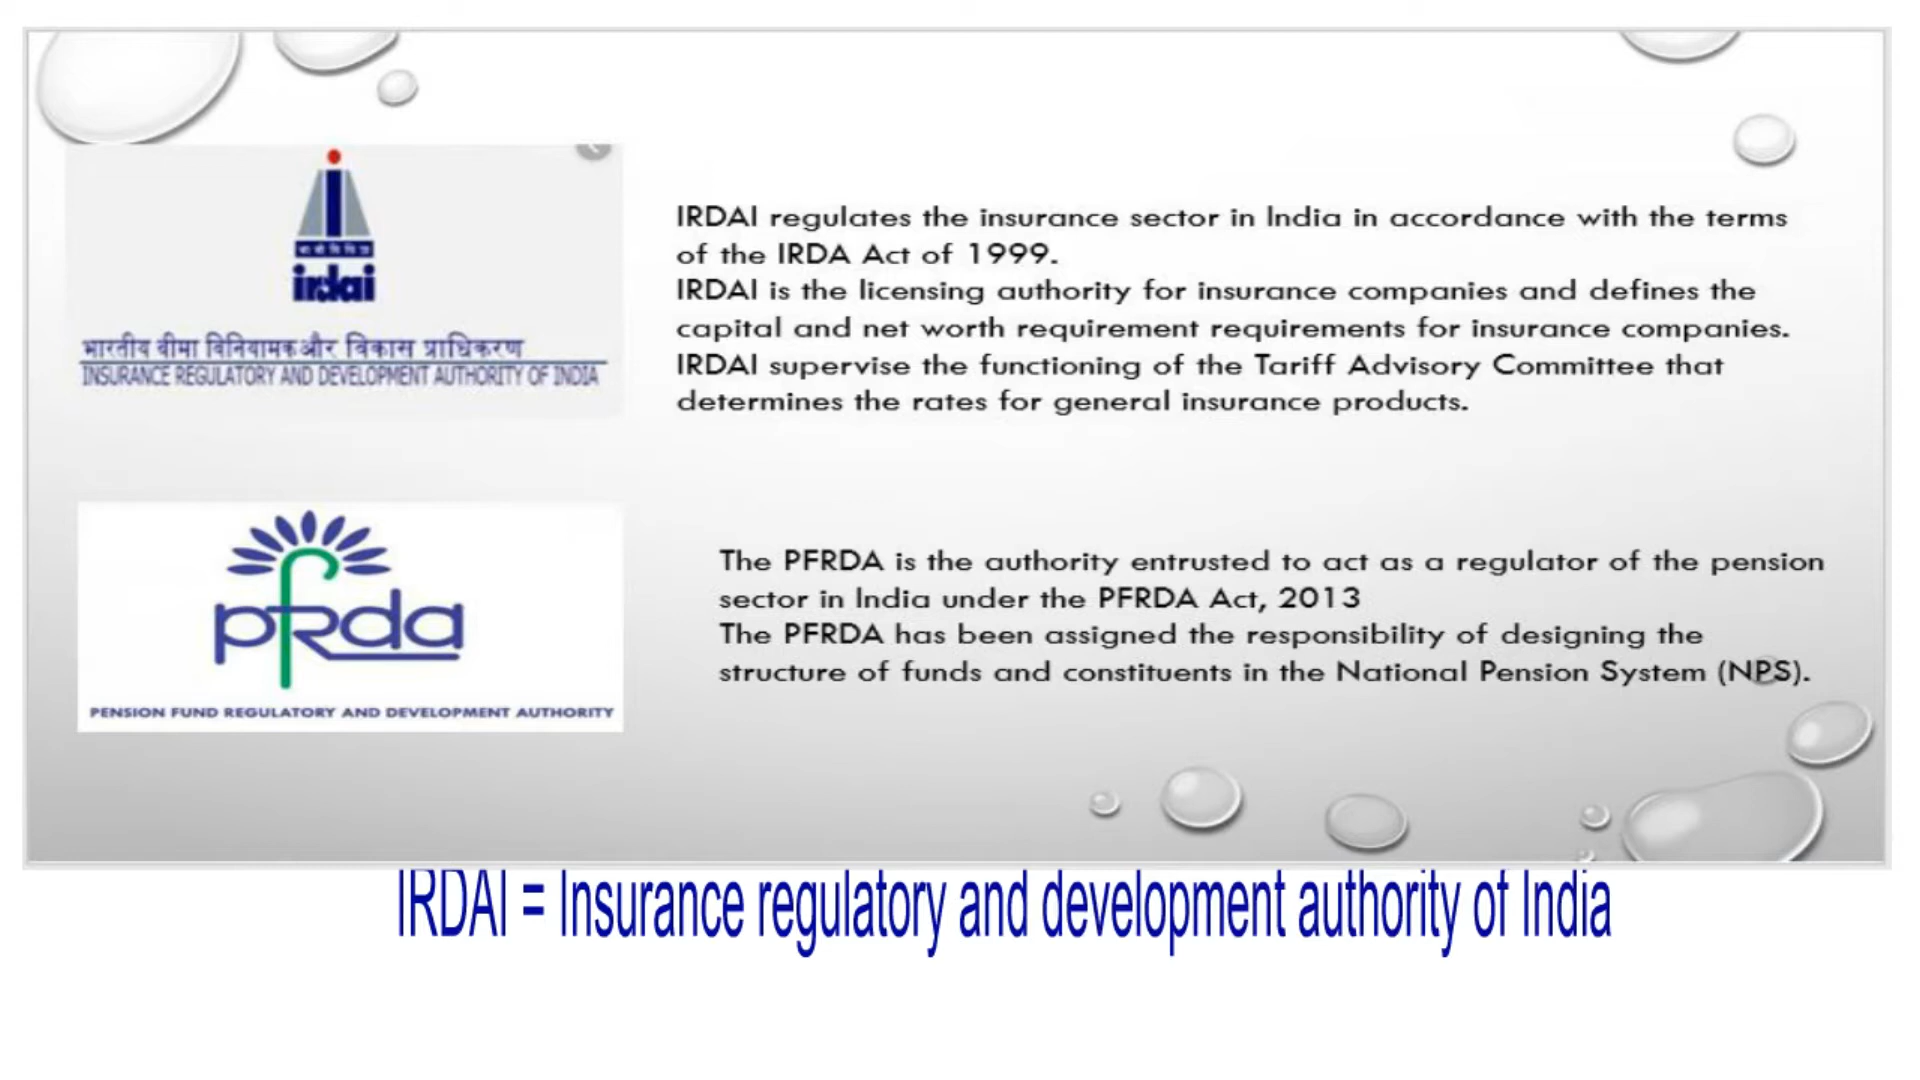 irdai
भारतीय बीमा विनियामक और विकास प्राधिकरण
INSURANCE REGULATORY AND DEVELOPMENT AUTHORITY OF INDIA
IRDAI regulates the insurance sector in India in accordance with the terms
of the IRDA Act of 1999.
IRDAI is the licensing authority for insurance companies and defines the
capital and net worth requirement requirements for insurance companies.
IRDAI supervise the functioning of the Tariff Advisory Committee that
determines the rates for general insurance products.
pfrda
PENSION FUND REGULATORY AND DEVELOPMENT AUTHORITY
The PFRDA is the authority entrusted to act as a regulator of the pension
sector in India under the PFRDA Act, 2013
The PFRDA has been assigned the responsibility of designing the
structure of funds and constituents in the National Pension System (NPS).
IRDAI = Insurance regulatory and development authority of India